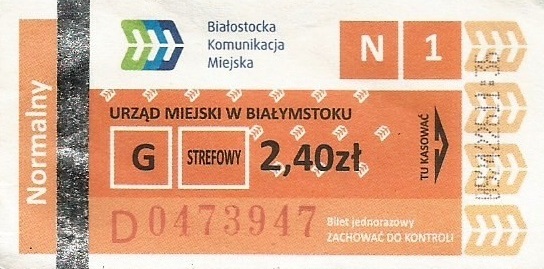 Normalny
Białostocka
Komunikacja
Miejska
N 1
URZĄD MIEJSKI W BIAŁYMSTOKU
G STREFOWY 2,40zł
TU KASOWAĆ
D0473947
Bilet jednorazowy
ZACHOWAĆ DO KONTROLI